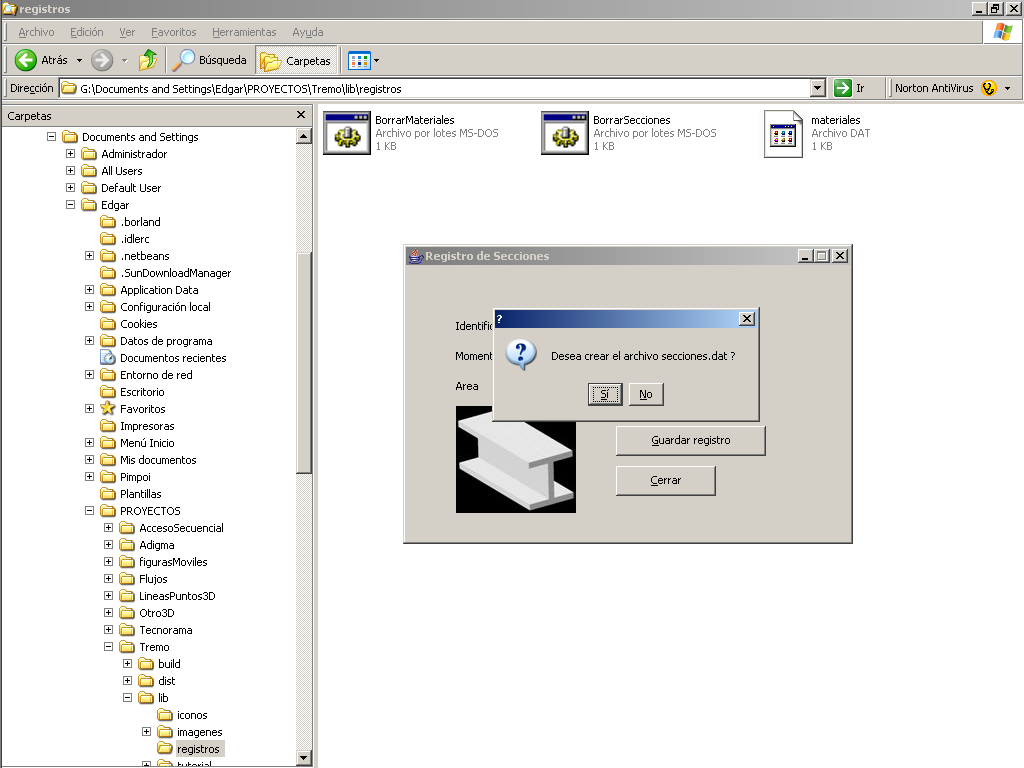 registros
Archivo Edición Ver Favoritos Herramientas Ayuda
Atrás Búsqueda Carpetas
Dirección G:\Documents and Settings\Edgar\PROYECTOS\Tremo\lib\registros Ir Norton AntiVirus
Carpetas
Documents and Settings
Administrador
All Users
Default User
Edgar
.borland
.idlerc
.netbeans
.SunDownloadManager
Application Data
Configuración local
Cookies
Datos de programa
Documentos recientes
Entorno de red
Escritorio
Favoritos
Impresoras
Menú Inicio
Mis documentos
Pimpoi
Plantillas
PROYECTOS
AccesoSecuencial
Adigma
figurasMoviles
Flujos
LineasPuntos3D
Otro3D
Tecnorama
Tremo
build
dist
lib
iconos
imagenes
registros
tutorial
BorrarMateriales
Archivo por lotes MS-DOS
1 KB
BorrarSecciones
Archivo por lotes MS-DOS
1 KB
materiales
Archivo DAT
1 KB
Registro de Secciones
?
Desea crear el archivo secciones.dat ?
Sí No
Area
Guardar registro
Cerrar